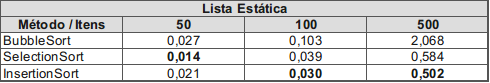 Lista Estática
Método / Itens 50 100 500
BubbleSort 0,027 0,103 2,068
SelectionSort 0,014 0,039 0,584
InsertionSort 0,021 0,030 0,502